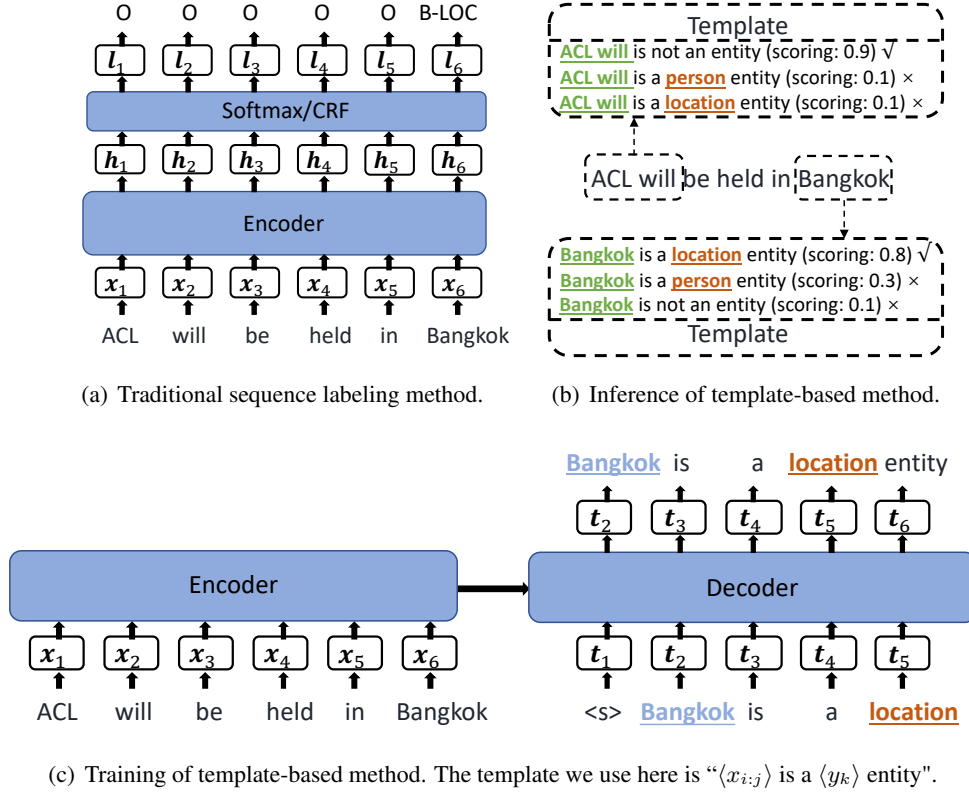 O O O O O B-LOC
l1 l2 l3 l4 l5 l6
Softmax/CRF
h1 h2 h3 h4 h5 h6
Encoder
x1 x2 x3 x4 x5 x6
ACL will be held in Bangkok
(a) Traditional sequence labeling method.
Template
ACL will is not an entity (scoring: 0.9) √
ACL will is a person entity (scoring: 0.1) ×
ACL will is a location entity (scoring: 0.1) ×
ACL will be held in Bangkok
Bangkok is a location entity (scoring: 0.8) √
Bangkok is a person entity (scoring: 0.3) ×
Bangkok is not an entity (scoring: 0.1) ×
Template
(b) Inference of template-based method.
Encoder
x1 x2 x3 x4 x5 x6
ACL will be held in Bangkok
Bangkok is a location entity
t2 t3 t4 t5 t6
Decoder
t1 t2 t3 t4 t5
<s> Bangkok is a location
(c) Training of template-based method. The template we use here is “⟨x_{i:j}⟩ is a ⟨y_k⟩ entity".